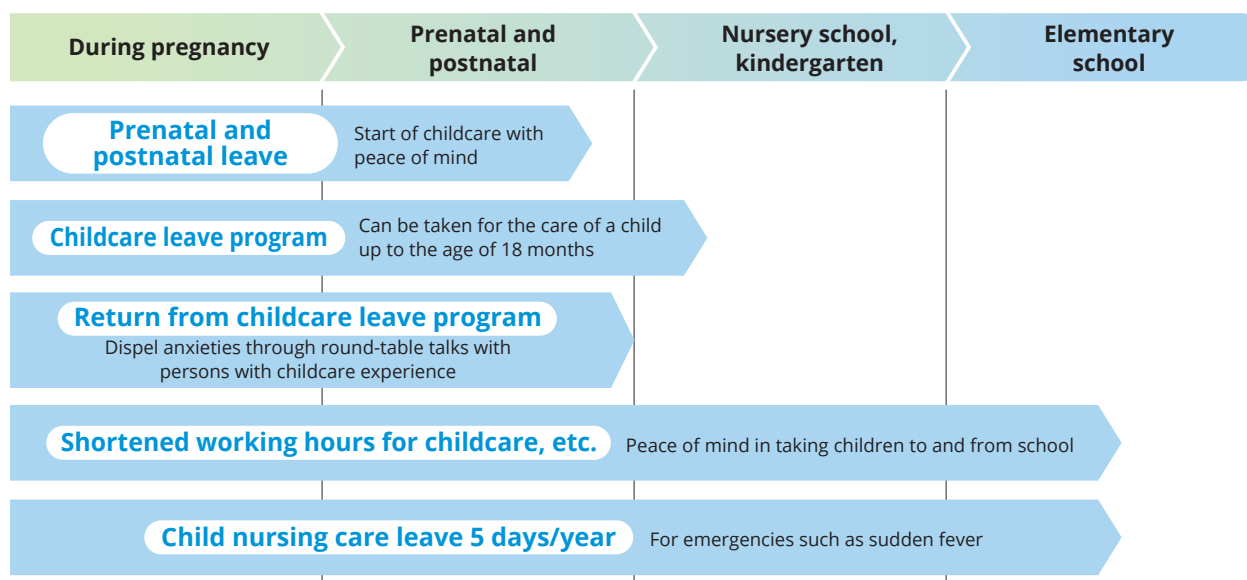 During pregnancy
Prenatal and
postnatal
Nursery school,
kindergarten
Elementary
school
Prenatal and
postnatal leave
Start of childcare with
peace of mind
Childcare leave program
Can be taken for the care of a child
up to the age of 18 months
Return from childcare leave program
Dispel anxieties through round-table talks with
persons with childcare experience
Shortened working hours for childcare, etc.
Peace of mind in taking children to and from school
Child nursing care leave 5 days/year
For emergencies such as sudden fever